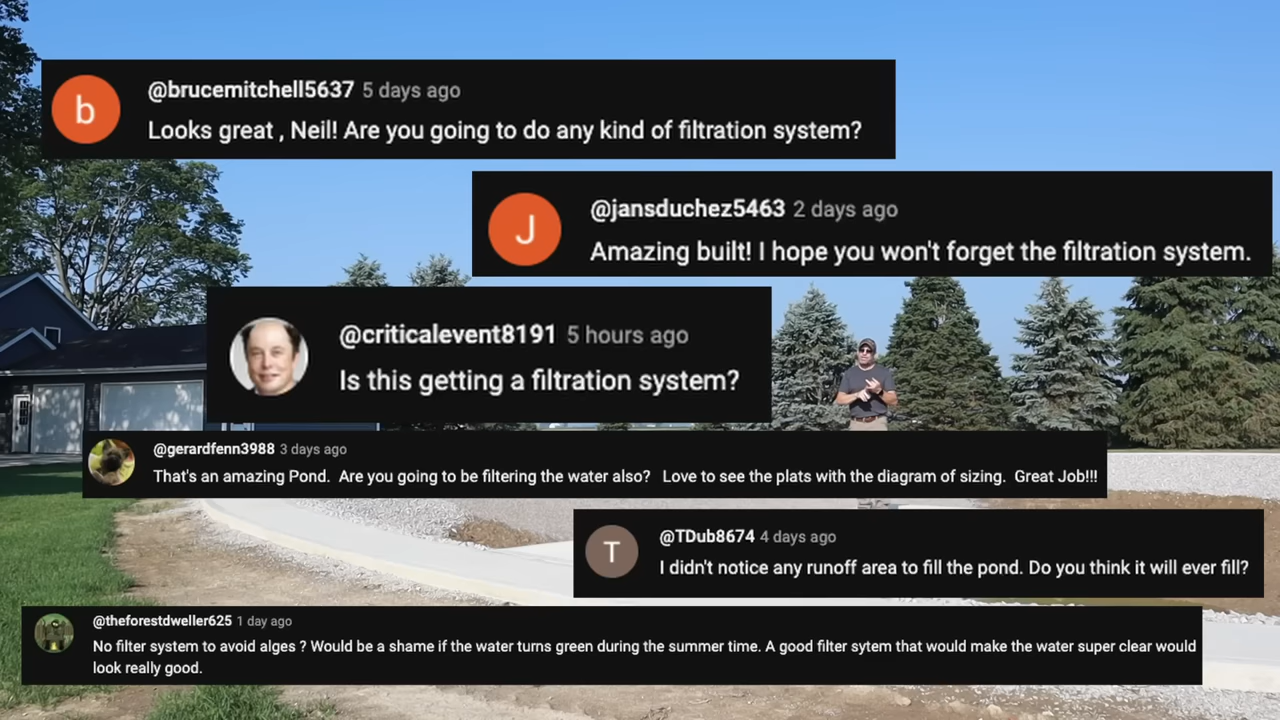 b
@brucemitchell5637 5 days ago
Looks great , Neil! Are you going to do any kind of filtration system?
J
@jansduchez5463 2 days ago
Amazing built! I hope you won't forget the filtration system.
@criticalevent8191 5 hours ago
Is this getting a filtration system?
@gerardfenn3988 3 days ago
That's an amazing Pond. Are you going to be filtering the water also? Love to see the plats with the diagram of sizing. Great Job!!!
T
@TDub8674 4 days ago
I didn't notice any runoff area to fill the pond. Do you think it will ever fill?
@theforestdweller625 1 day ago
No filter system to avoid alges ? Would be a shame if the water turns green during the summer time. A good filter sytem that would make the water super clear would
look really good.